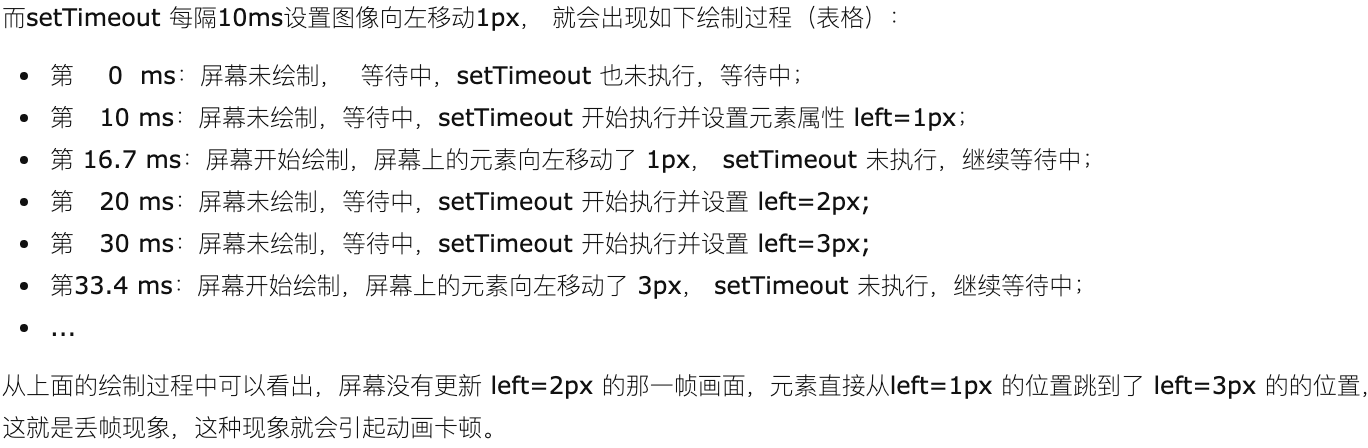 而setTimeout 每隔10ms设置图像向左移动1px， 就会出现如下绘制过程（表格）：
• 第 0 ms：屏幕未绘制， 等待中，setTimeout 也未执行，等待中；
• 第 10 ms：屏幕未绘制，等待中，setTimeout 开始执行并设置元素属性 left=1px；
• 第 16.7 ms：屏幕开始绘制，屏幕上的元素向左移动了 1px， setTimeout 未执行，继续等待中；
• 第 20 ms：屏幕未绘制，等待中，setTimeout 开始执行并设置 left=2px;
• 第 30 ms：屏幕未绘制，等待中，setTimeout 开始执行并设置 left=3px;
• 第33.4 ms：屏幕开始绘制，屏幕上的元素向左移动了 3px， setTimeout 未执行，继续等待中；
• ...
从上面的绘制过程中可以看出，屏幕没有更新 left=2px 的那一帧画面，元素直接从left=1px 的位置跳到了 left=3px 的的位置，
这就是丢帧现象，这种现象就会引起动画卡顿。